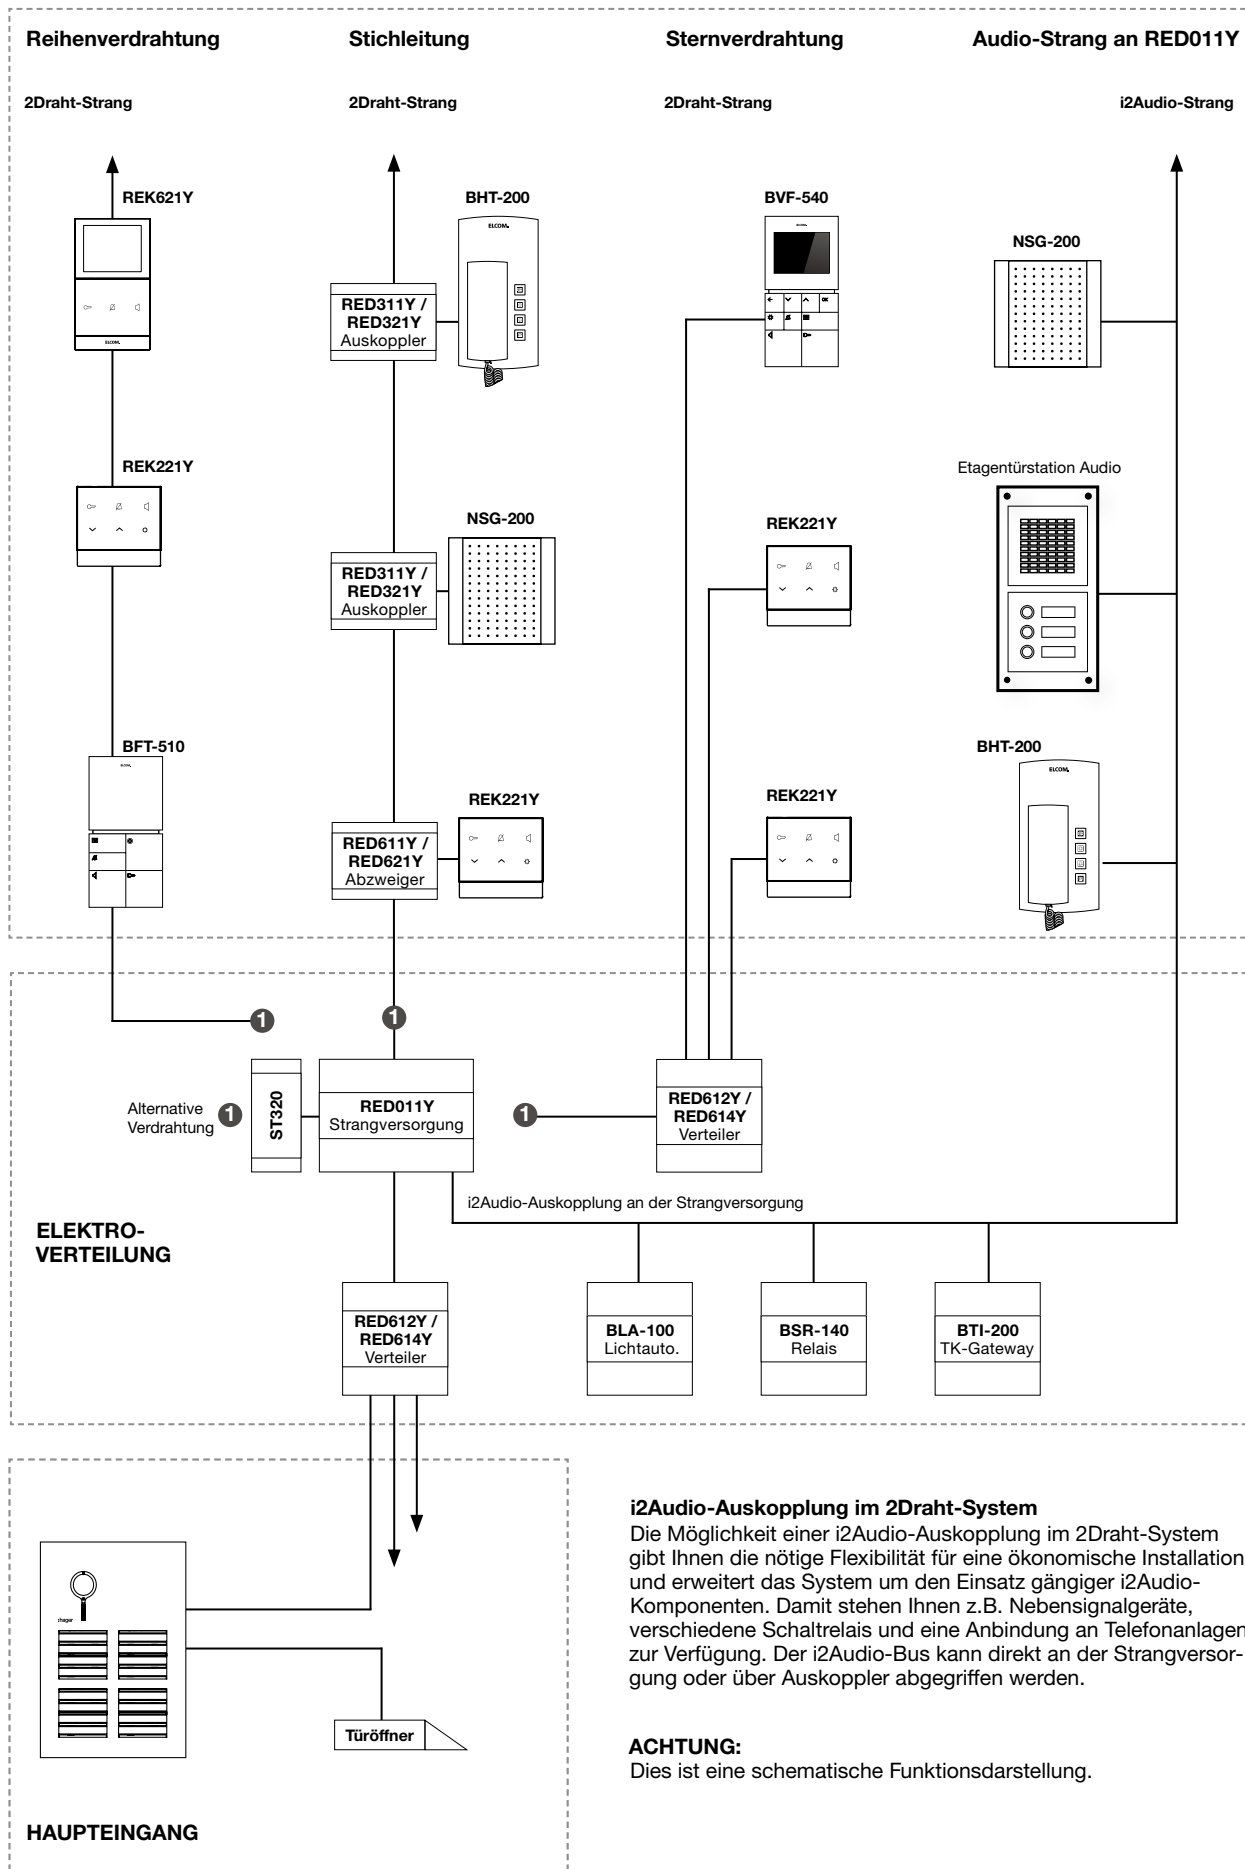 Reihenverdrahtung
Stichleitung
Sternverdrahtung
Audio-Strang an RED011Y
2Draht-Strang
2Draht-Strang
2Draht-Strang
i2Audio-Strang
REK621Y
ELCOM.
REK221Y
BFT-510
ELCOM.
BHT-200
ELCOM.
RED311Y /
RED321Y
Auskoppler
NSG-200
RED311Y /
RED321Y
Auskoppler
REK221Y
RED611Y /
RED621Y
Abzweiger
BVF-540
ELCOM.
OK
REK221Y
REK221Y
NSG-200
Etagentürstation Audio
BHT-200
ELCOM.
1
1
Alternative
Verdrahtung
1
ST320
RED011Y
Strangversorgung
1
RED612Y /
RED614Y
Verteiler
i2Audio-Auskopplung an der Strangversorgung
ELEKTRO-
VERTEILUNG
RED612Y /
RED614Y
Verteiler
BLA-100
Lichtauto.
BSR-140
Relais
BTI-200
TK-Gateway
:hager
Türöffner
HAUPTEINGANG
i2Audio-Auskopplung im 2Draht-System
Die Möglichkeit einer i2Audio-Auskopplung im 2Draht-System
gibt Ihnen die nötige Flexibilität für eine ökonomische Installation
und erweitert das System um den Einsatz gängiger i2Audio-
Komponenten. Damit stehen Ihnen z.B. Nebensignalgeräte,
verschiedene Schaltrelais und eine Anbindung an Telefonanlagen
zur Verfügung. Der i2Audio-Bus kann direkt an der Strangversor-
gung oder über Auskoppler abgegriffen werden.
ACHTUNG:
Dies ist eine schematische Funktionsdarstellung.